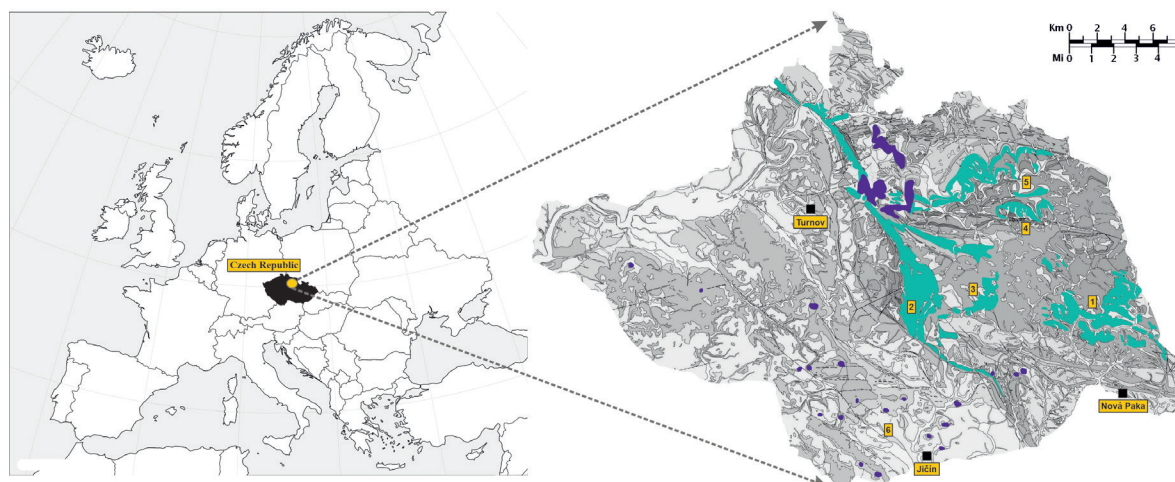 Km 0 2 4 6
Mi 0 1 2 3 4
Czech Republic
Turnov
5
4
3
1
2
Nová Paka
6
Jičín